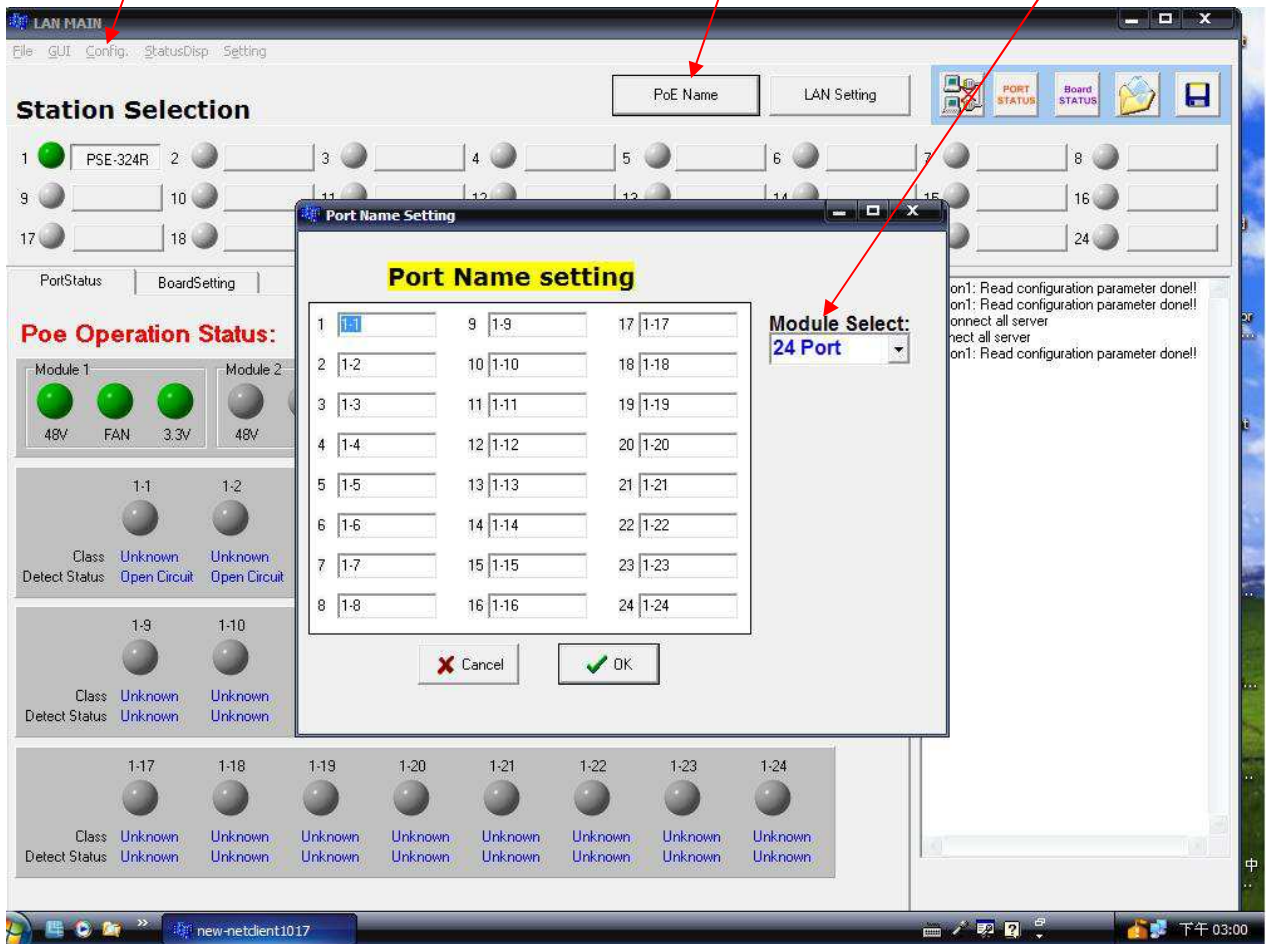 LAN MAIN
File GUI Config. StatusDisp Setting
PoE Name LAN Setting PORT STATUS Board STATUS
Station Selection
1 PSE-324R 2 3 4 5 6 7 8
9 10 11 12 13 14 15 16
17 18 24
Port Name Setting
PortStatus BoardSetting
Port Name setting
on1: Read configuration parameter done!!
on1: Read configuration parameter done!!
onnect all server
nect all server
on1: Read configuration parameter done!!
Poe Operation Status:
Module 1 Module 2
48V FAN 3.3V 48V
1 1-1 9 1-9 17 1-17
2 1-2 10 1-10 18 1-18
3 1-3 11 1-11 19 1-19
4 1-4 12 1-12 20 1-20
5 1-5 13 1-13 21 1-21
6 1-6 14 1-14 22 1-22
7 1-7 15 1-15 23 1-23
8 1-8 16 1-16 24 1-24
Module Select:
24 Port
Cancel OK
1-1 1-2
Class Unknown Unknown
Detect Status Open Circuit Open Circuit
1-9 1-10
Class Unknown Unknown
Detect Status Unknown Unknown
1-17 1-18 1-19 1-20 1-21 1-22 1-23 1-24
Class Unknown Unknown Unknown Unknown Unknown Unknown Unknown Unknown
Detect Status Unknown Unknown Unknown Unknown Unknown Unknown Unknown Unknown
中
new-netclient1017 下午 03:00